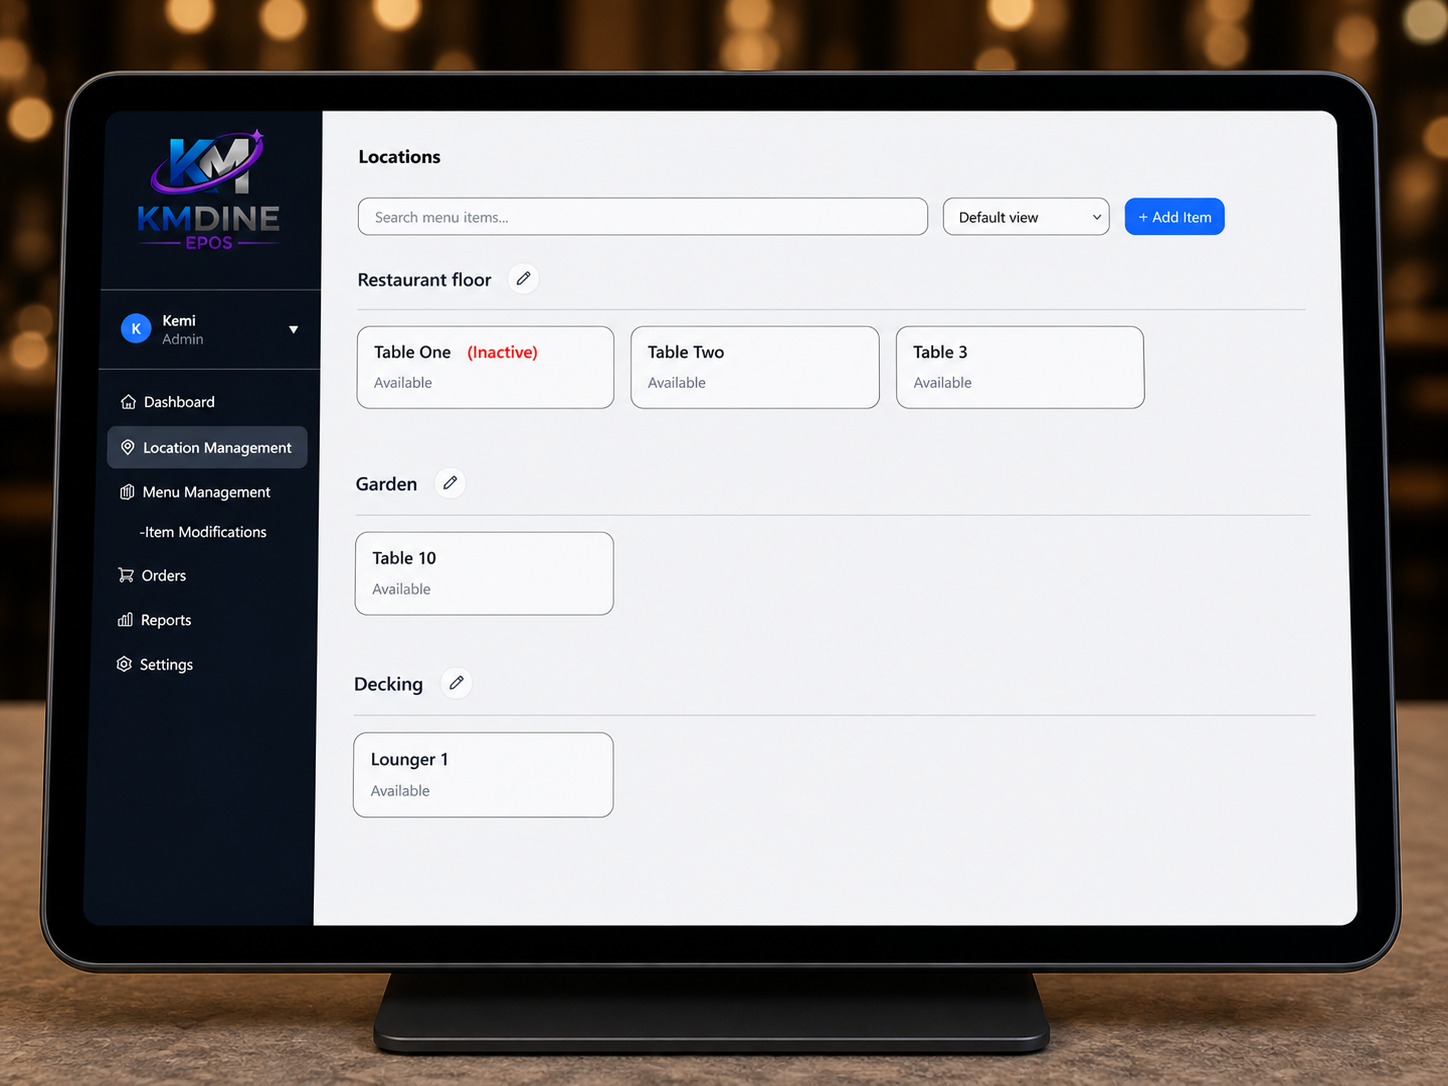 KM
KMDINE
EPOS
K
Kemi
Admin
Dashboard
Location Management
Menu Management
-Item Modifications
Orders
Reports
Settings
Locations
Search menu items...
Default view
+ Add Item
Restaurant floor
Table One (Inactive)
Available
Table Two
Available
Table 3
Available
Garden
Table 10
Available
Decking
Lounger 1
Available